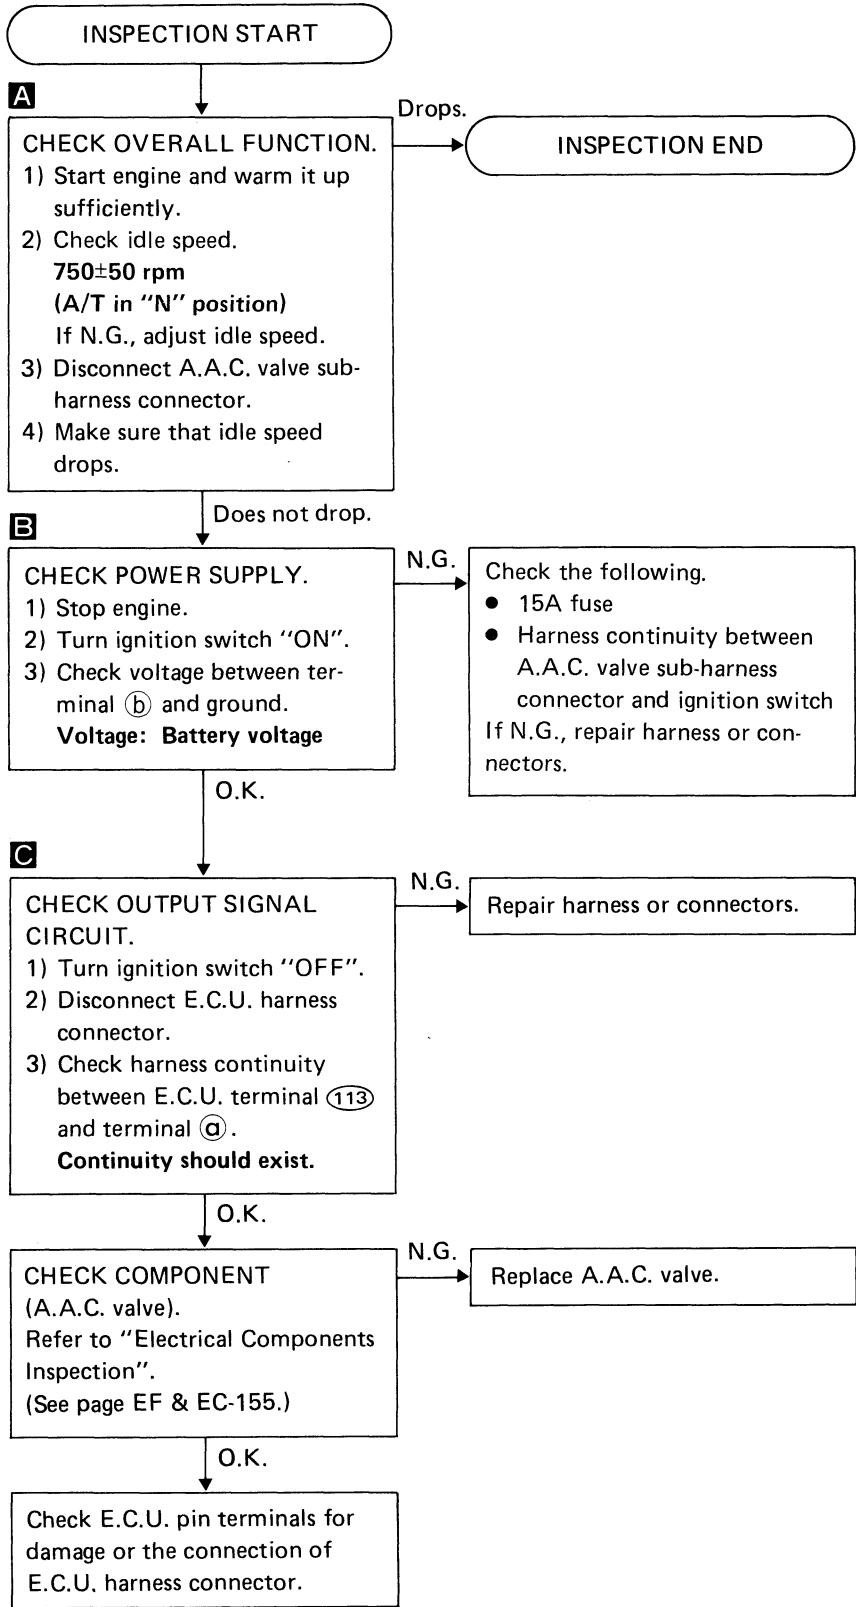 INSPECTION START
A
Drops.
CHECK OVERALL FUNCTION.
1) Start engine and warm it up
sufficiently.
2) Check idle speed.
750±50 rpm
(A/T in "N" position)
If N.G., adjust idle speed.
3) Disconnect A.A.C. valve sub-
harness connector.
4) Make sure that idle speed
drops.
INSPECTION END
Does not drop.
B
CHECK POWER SUPPLY.
1) Stop engine.
2) Turn ignition switch "ON".
3) Check voltage between ter-
minal ⓑ and ground.
Voltage: Battery voltage
N.G.
Check the following.
● 15A fuse
● Harness continuity between
A.A.C. valve sub-harness
connector and ignition switch
If N.G., repair harness or con-
nectors.
O.K.
C
CHECK OUTPUT SIGNAL
CIRCUIT.
1) Turn ignition switch "OFF".
2) Disconnect E.C.U. harness
connector.
3) Check harness continuity
between E.C.U. terminal (113)
and terminal ⓐ.
Continuity should exist.
N.G.
Repair harness or connectors.
O.K.
CHECK COMPONENT
(A.A.C. valve).
Refer to "Electrical Components
Inspection".
(See page EF & EC-155.)
N.G.
Replace A.A.C. valve.
O.K.
Check E.C.U. pin terminals for
damage or the connection of
E.C.U. harness connector.